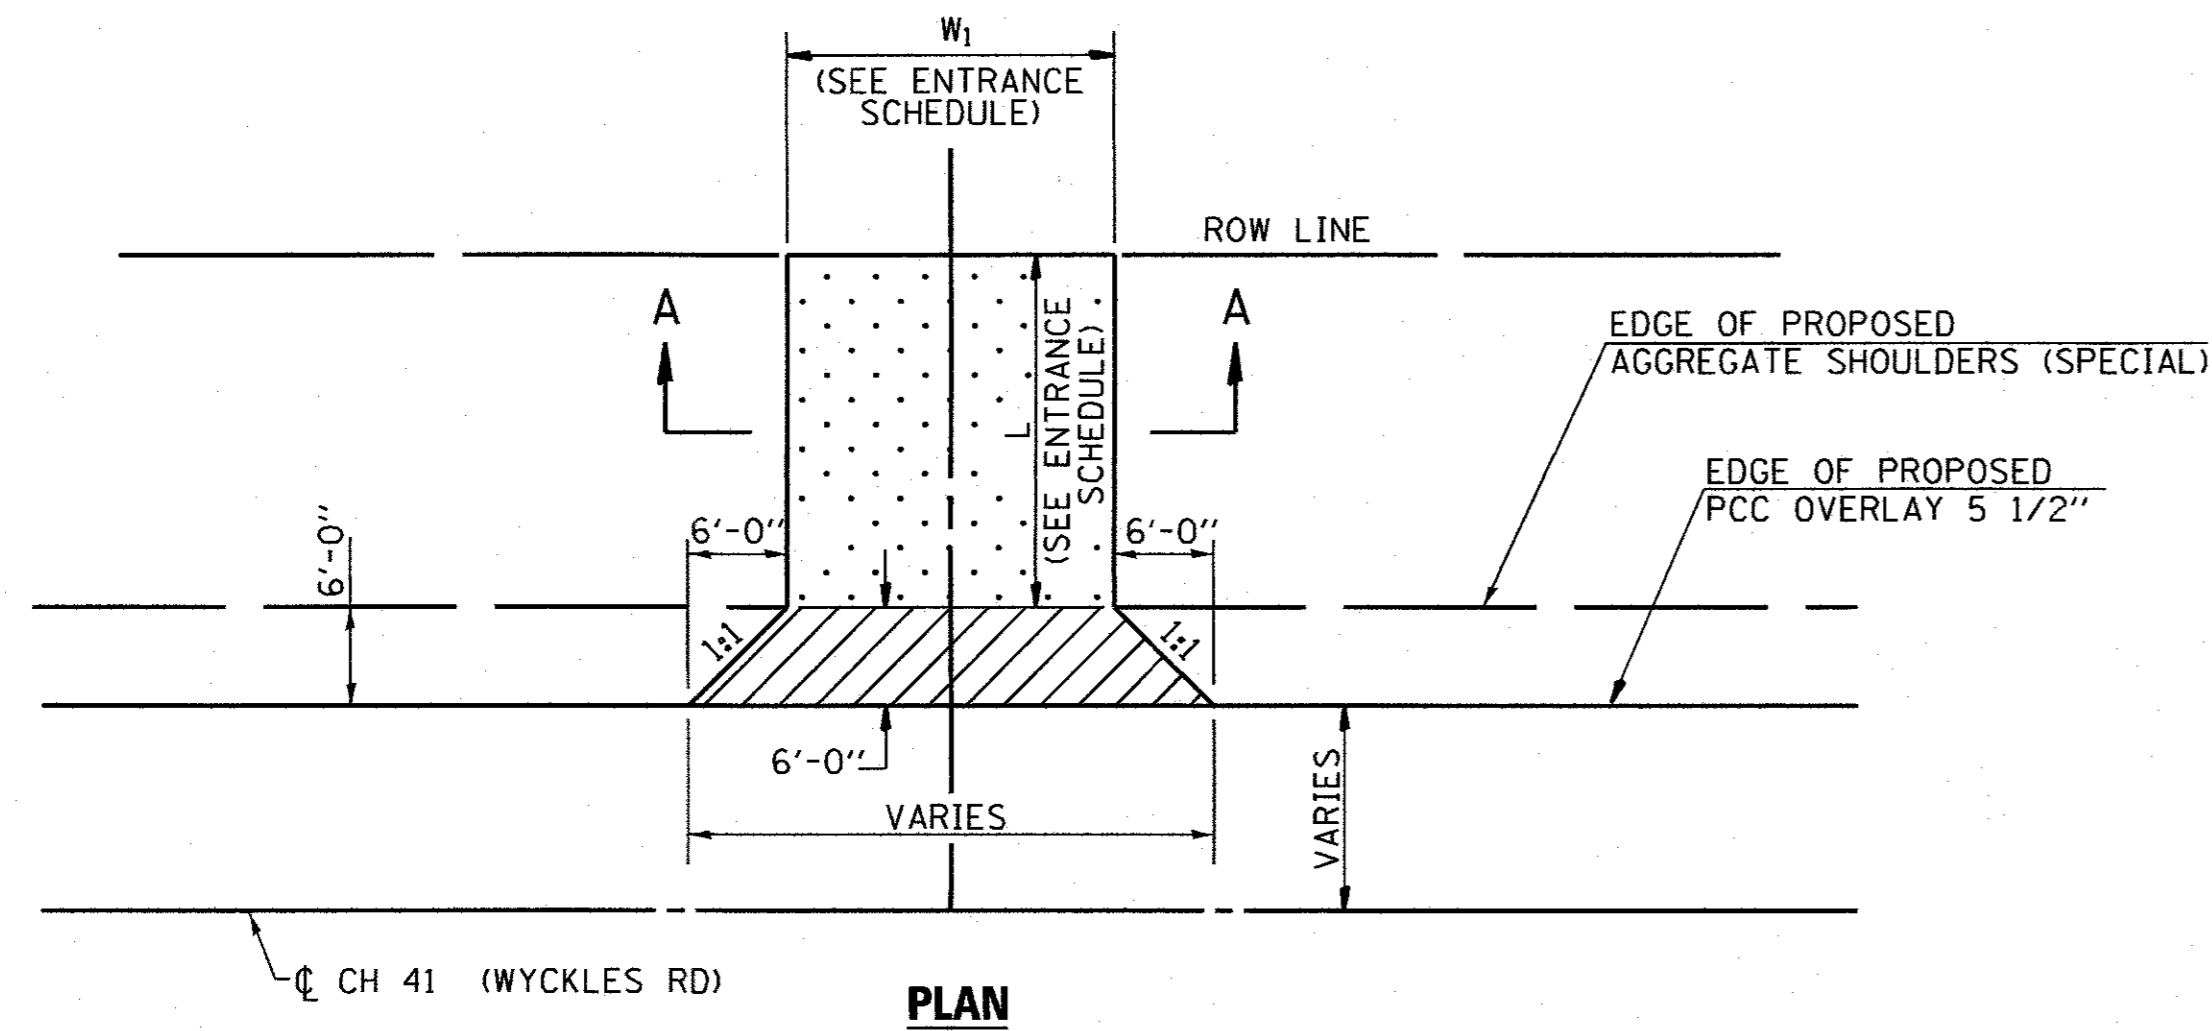 W1
(SEE ENTRANCE
SCHEDULE)
ROW LINE
A
A
EDGE OF PROPOSED
AGGREGATE SHOULDERS (SPECIAL)
L
(SEE ENTRANCE
SCHEDULE)
EDGE OF PROPOSED
PCC OVERLAY 5 1/2"
6'-0"
6'-0"
6'-0"
1:1
1:1
6'-0"
VARIES
VARIES
℄ CH 41 (WYCKLES RD)
PLAN